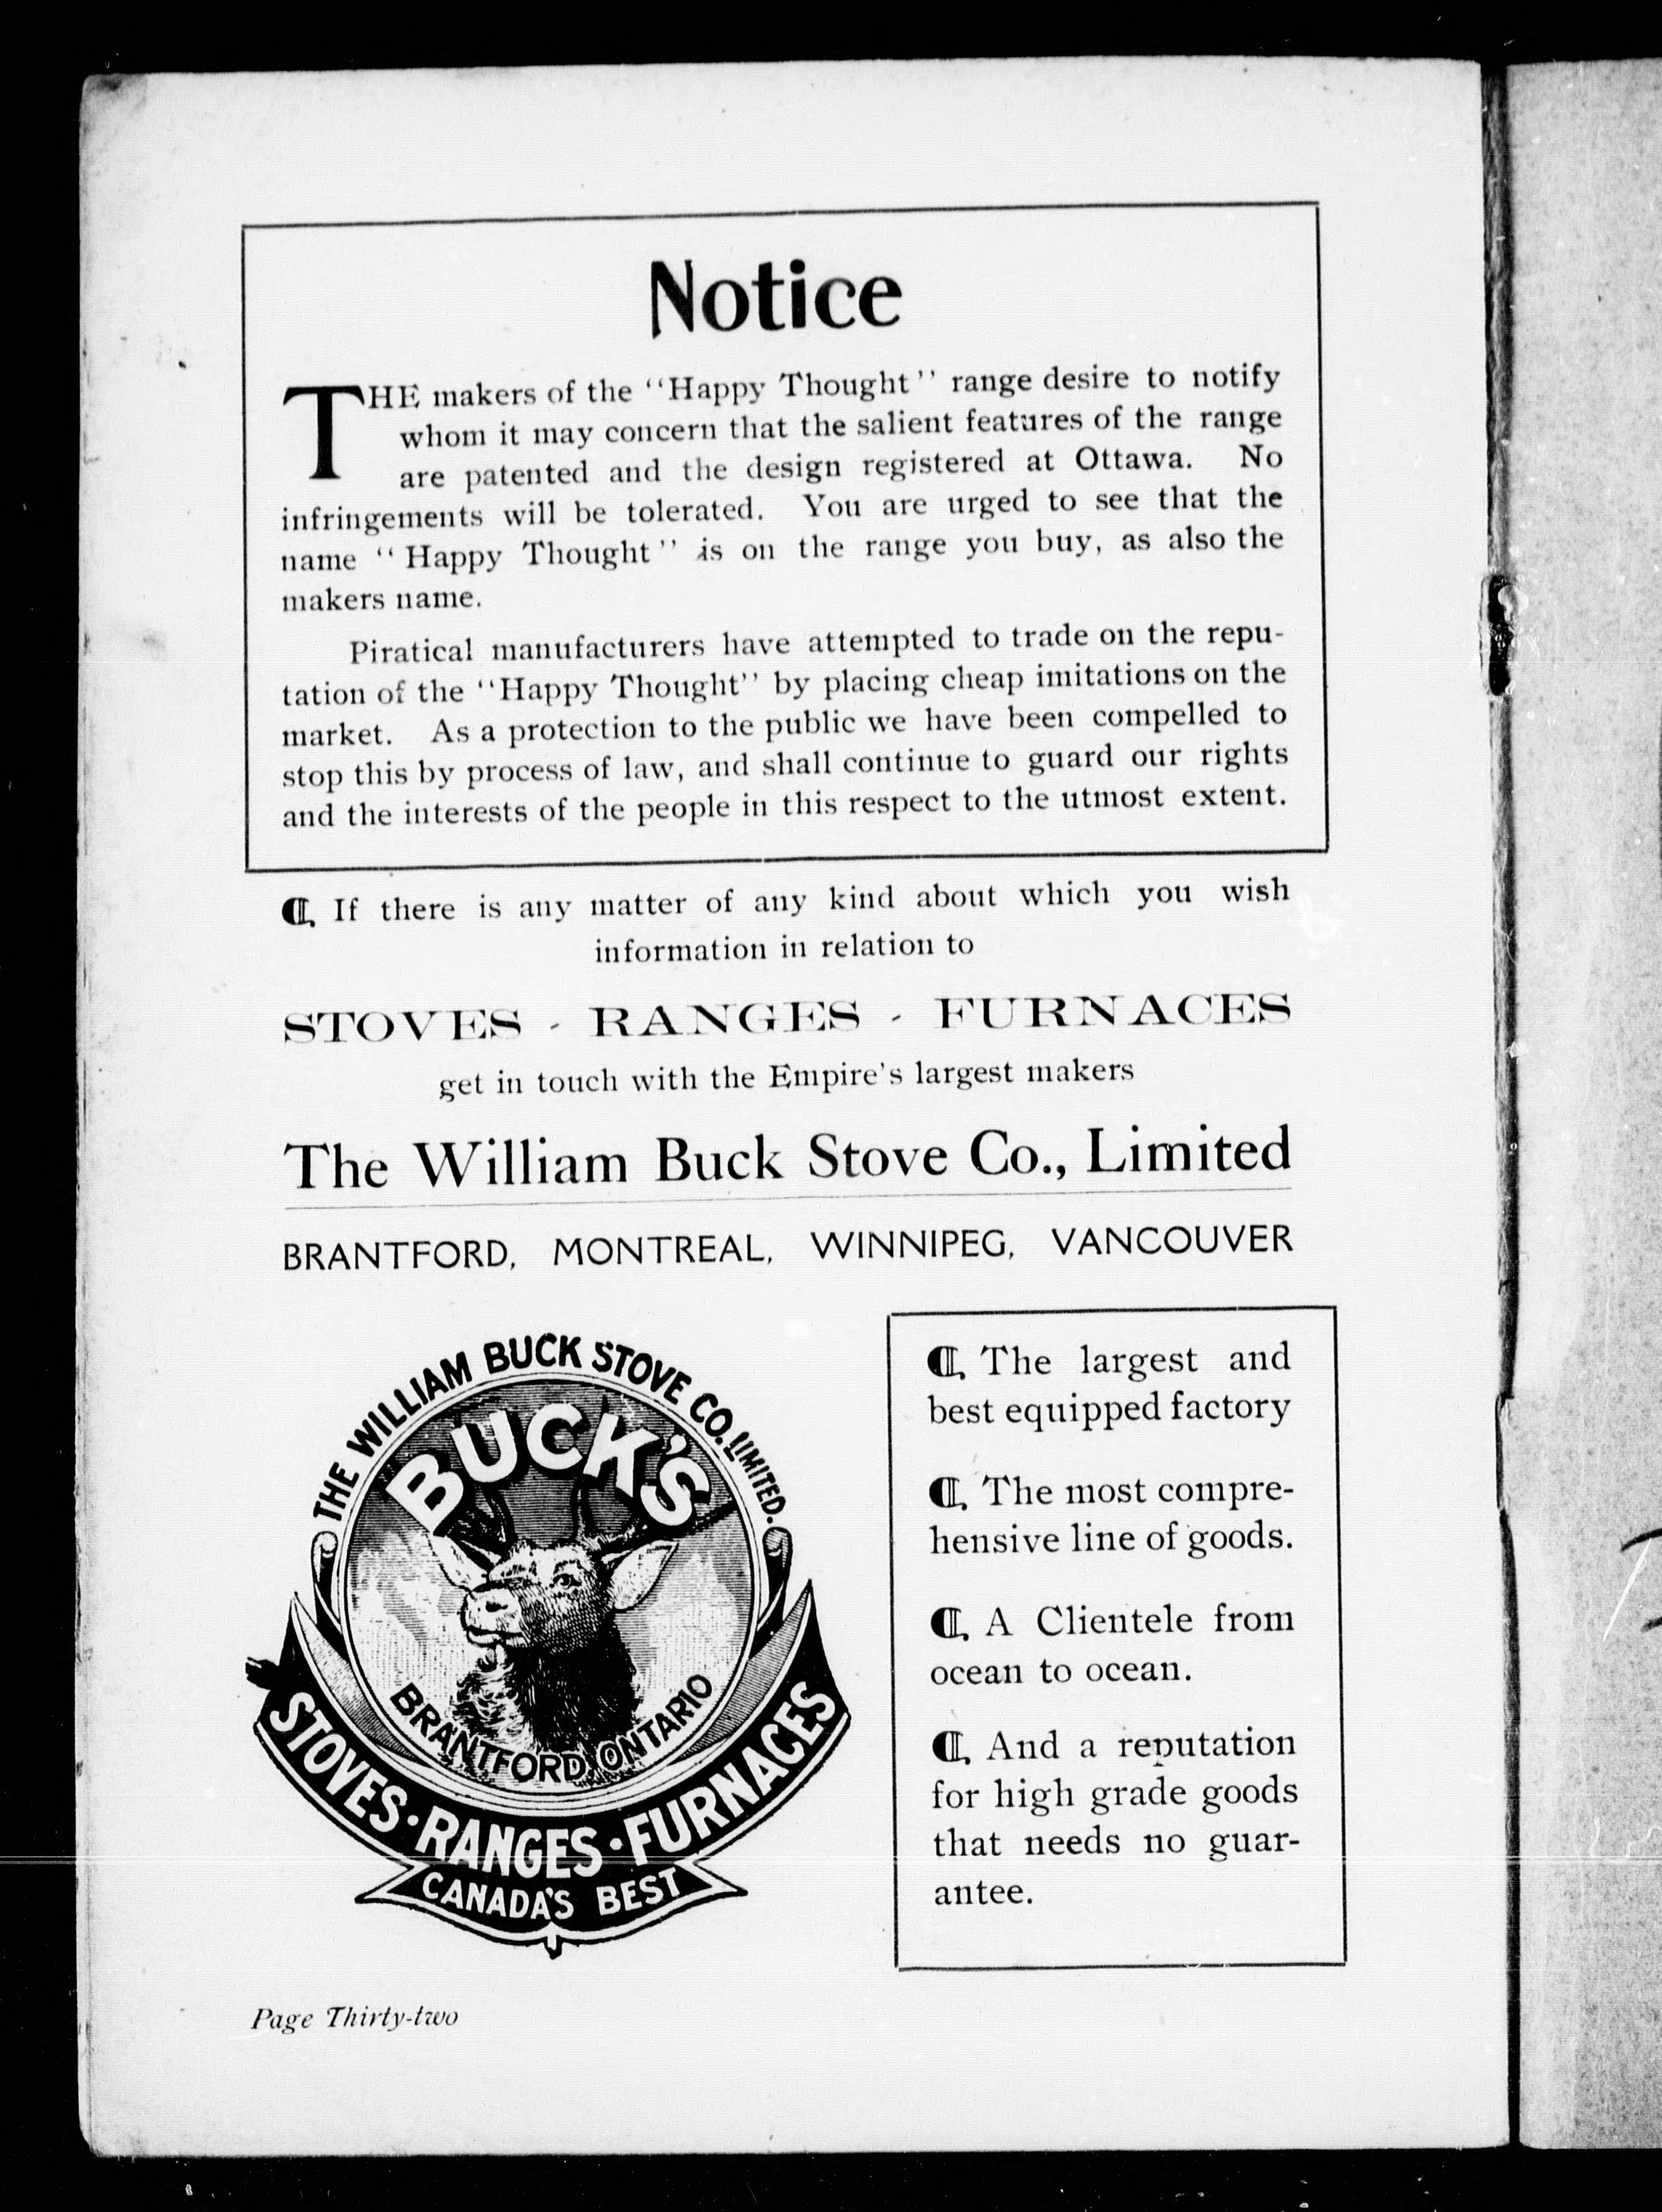 Notice
THE makers of the "Happy Thought" range desire to notify
whom it may concern that the salient features of the range
are patented and the design registered at Ottawa. No
infringements will be tolerated. You are urged to see that the
name "Happy Thought" is on the range you buy, as also the
makers name.
Piratical manufacturers have attempted to trade on the repu-
tation of the "Happy Thought" by placing cheap imitations on the
market. As a protection to the public we have been compelled to
stop this by process of law, and shall continue to guard our rights
and the interests of the people in this respect to the utmost extent.
¶ If there is any matter of any kind about which you wish
information in relation to
STOVES - RANGES - FURNACES
get in touch with the Empire's largest makers
The William Buck Stove Co., Limited
BRANTFORD, MONTREAL, WINNIPEG, VANCOUVER
THE WILLIAM BUCK STOVE CO. LIMITED.
BUCK'S
BRANTFORD, ONTARIO
STOVES · RANGES · FURNACES
CANADA'S BEST
¶ The largest and
best equipped factory
¶ The most compre-
hensive line of goods.
¶ A Clientele from
ocean to ocean.
¶ And a reputation
for high grade goods
that needs no guar-
antee.
Page Thirty-two